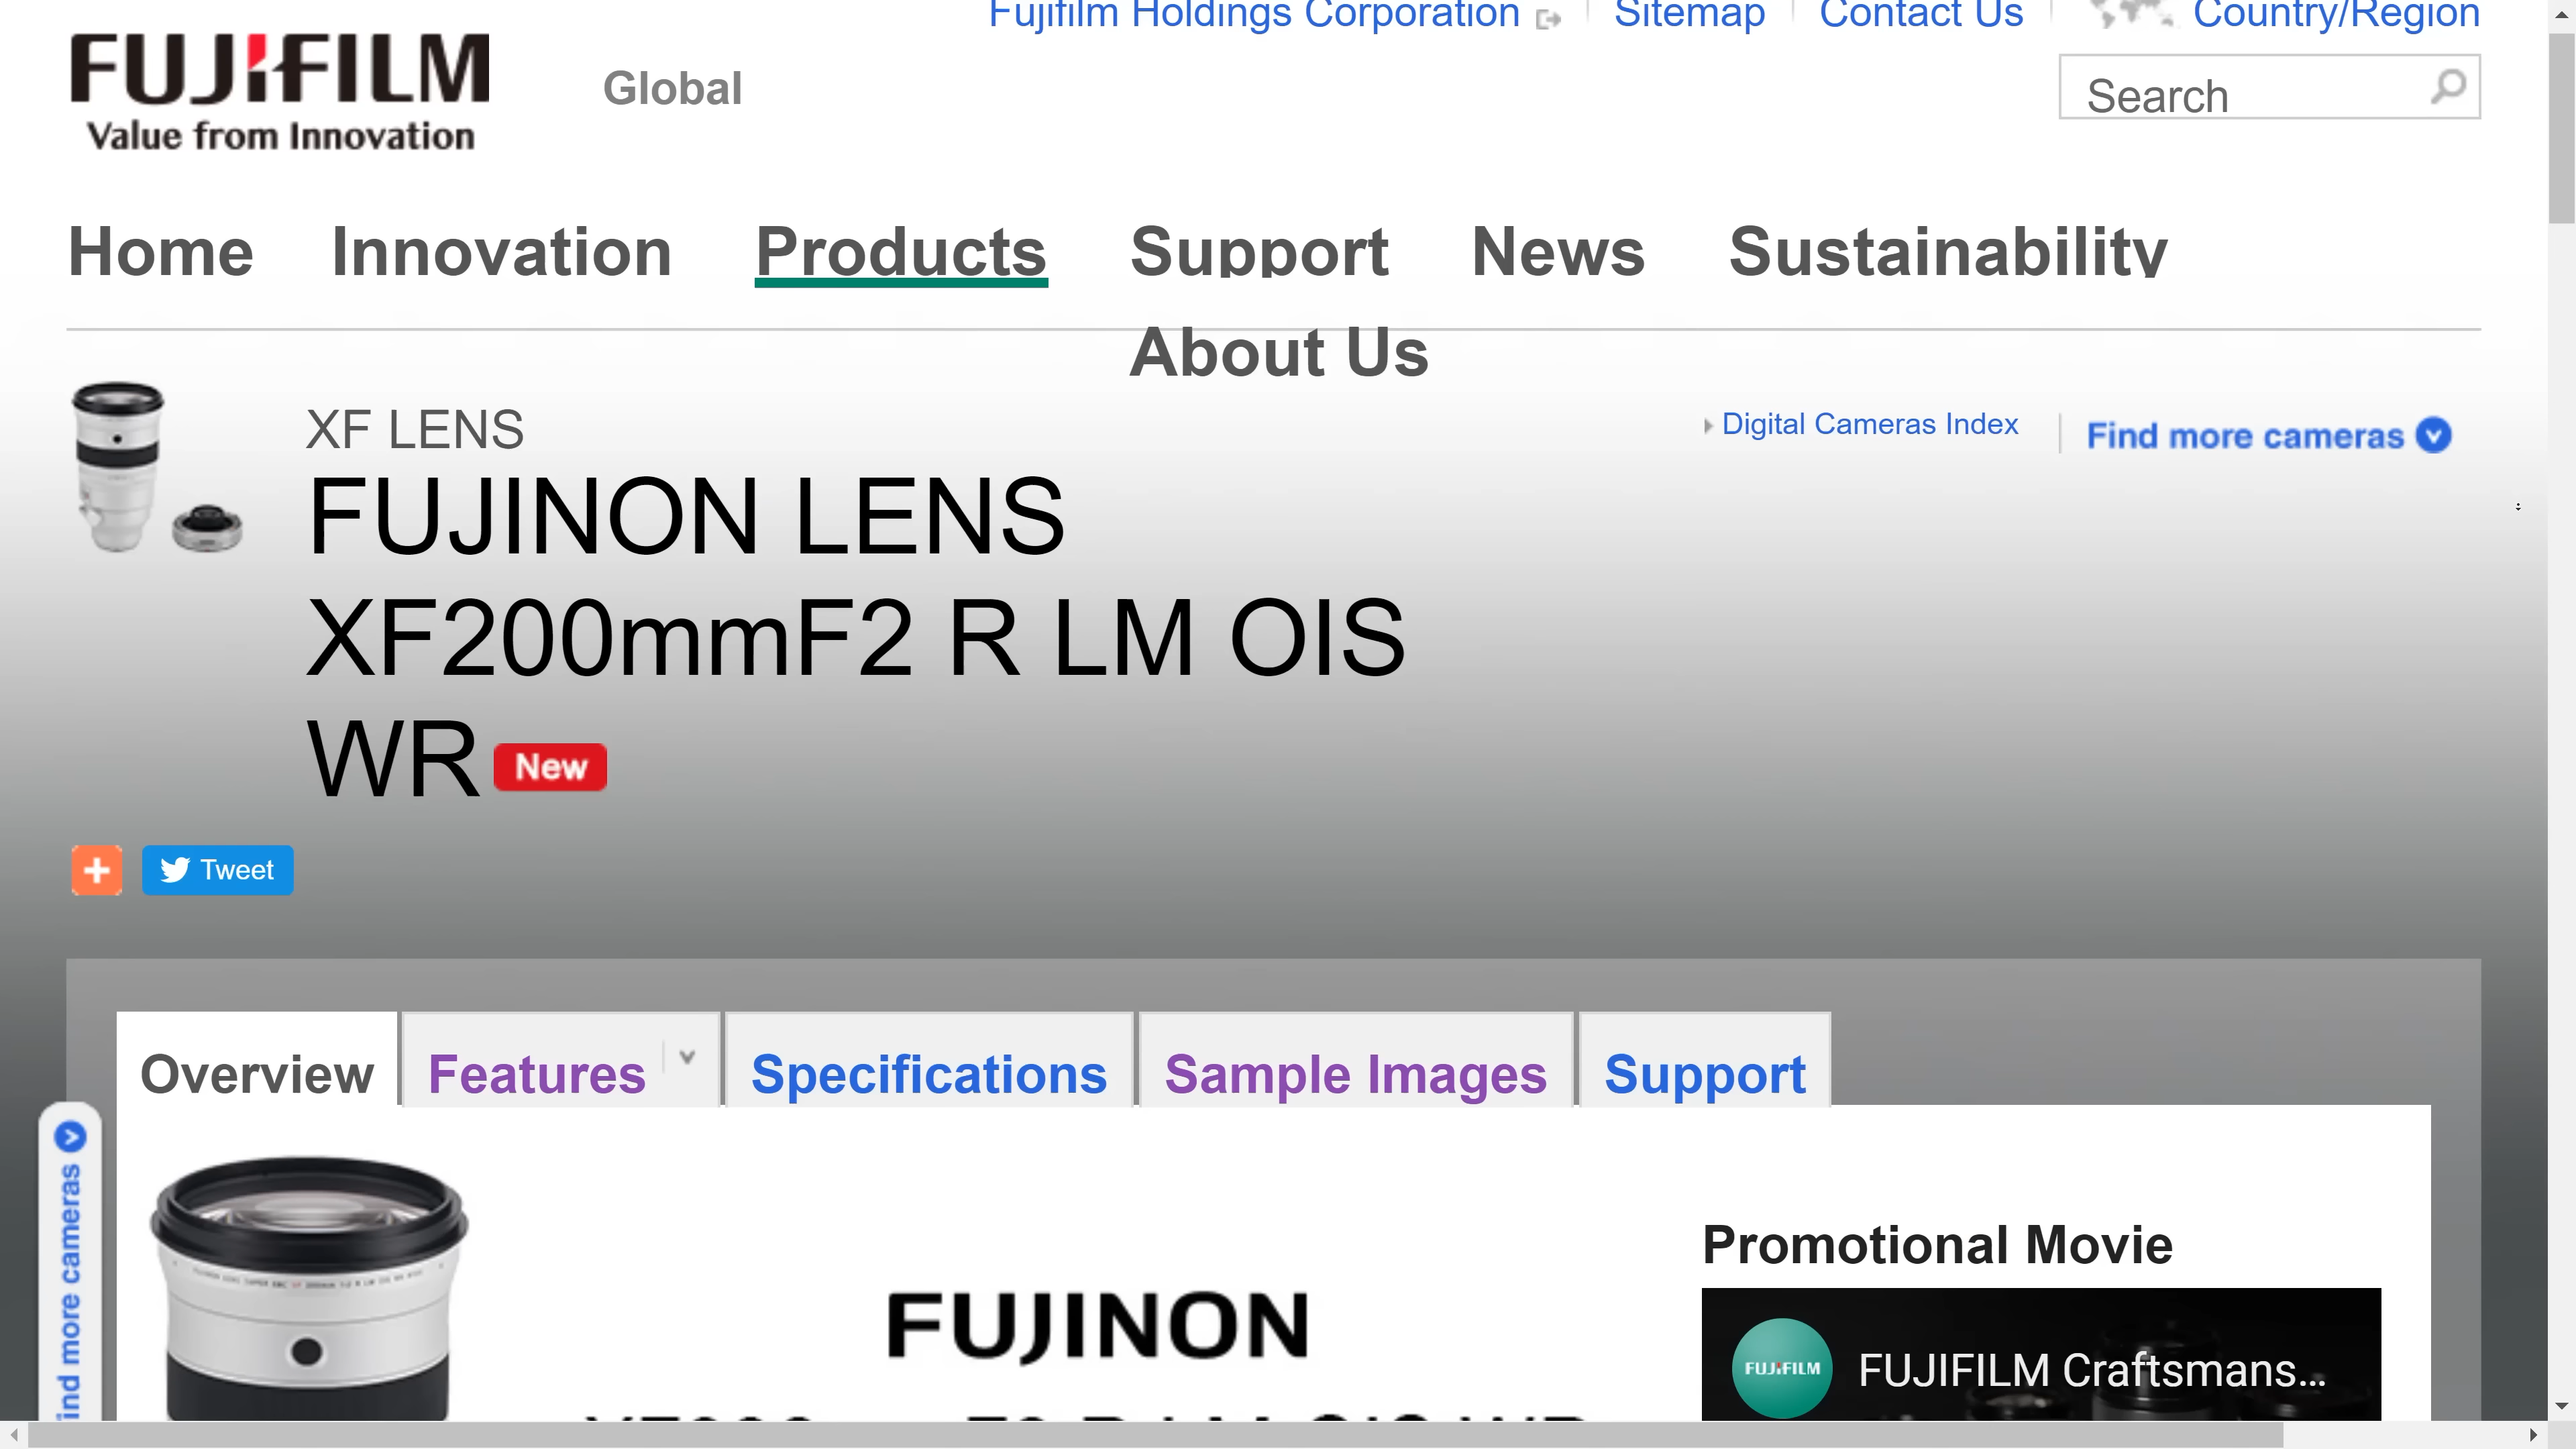 Fujifilm Holdings Corporation Sitemap Contact Us Country/Region
FUJIFILM
Value from Innovation
Global
Search
Home Innovation Products Support News Sustainability
About Us
XF LENS
Digital Cameras Index
Find more cameras
FUJINON LENS
XF200mmF2 R LM OIS
WR New
Tweet
Overview Features Specifications Sample Images Support
ind more cameras
Promotional Movie
FUJINON
FUJIFILM
FUJIFILM Craftsmans...